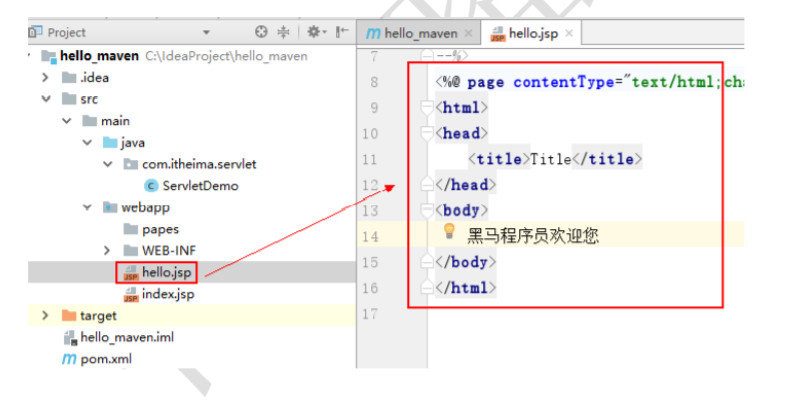 Project
hello_maven C:\IdeaProject\hello_maven
.idea
src
main
java
com.itheima.servlet
ServletDemo
webapp
papes
WEB-INF
hello.jsp
index.jsp
target
hello_maven.iml
pom.xml
hello_maven hello.jsp
7 --%>
8 <%@ page contentType="text/html;cha
9 <html>
10 <head>
11 <title>Title</title>
12 </head>
13 <body>
14 黑马程序员欢迎您
15 </body>
16 </html>
17